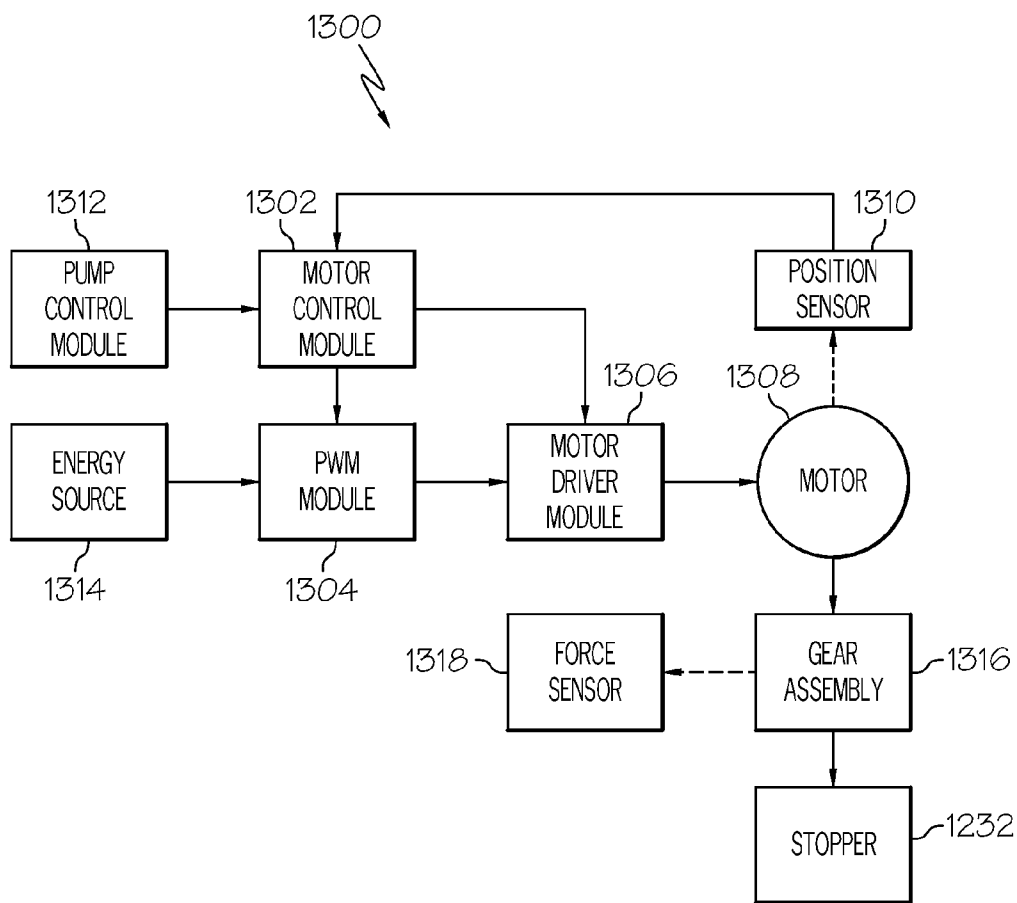 1300
1312
1302
1310
PUMP
CONTROL
MODULE
MOTOR
CONTROL
MODULE
POSITION
SENSOR
1306
1308
ENERGY
SOURCE
PWM
MODULE
MOTOR
DRIVER
MODULE
MOTOR
1314
1304
1318
FORCE
SENSOR
GEAR
ASSEMBLY
1316
STOPPER
1232